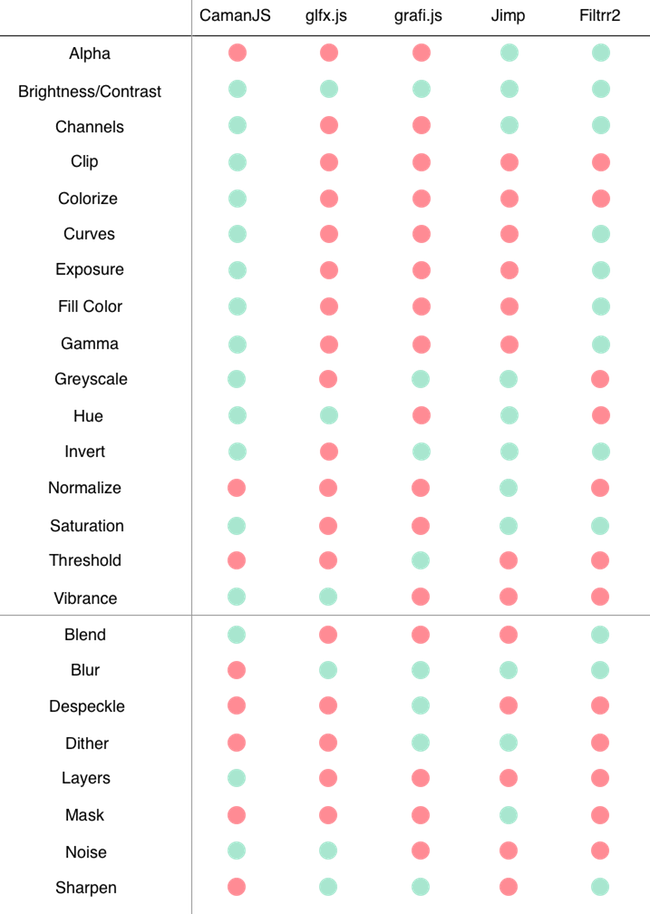 CamanJS glfx.js grafi.js Jimp Filtrr2
Alpha
Brightness/Contrast
Channels
Clip
Colorize
Curves
Exposure
Fill Color
Gamma
Greyscale
Hue
Invert
Normalize
Saturation
Threshold
Vibrance
Blend
Blur
Despeckle
Dither
Layers
Mask
Noise
Sharpen